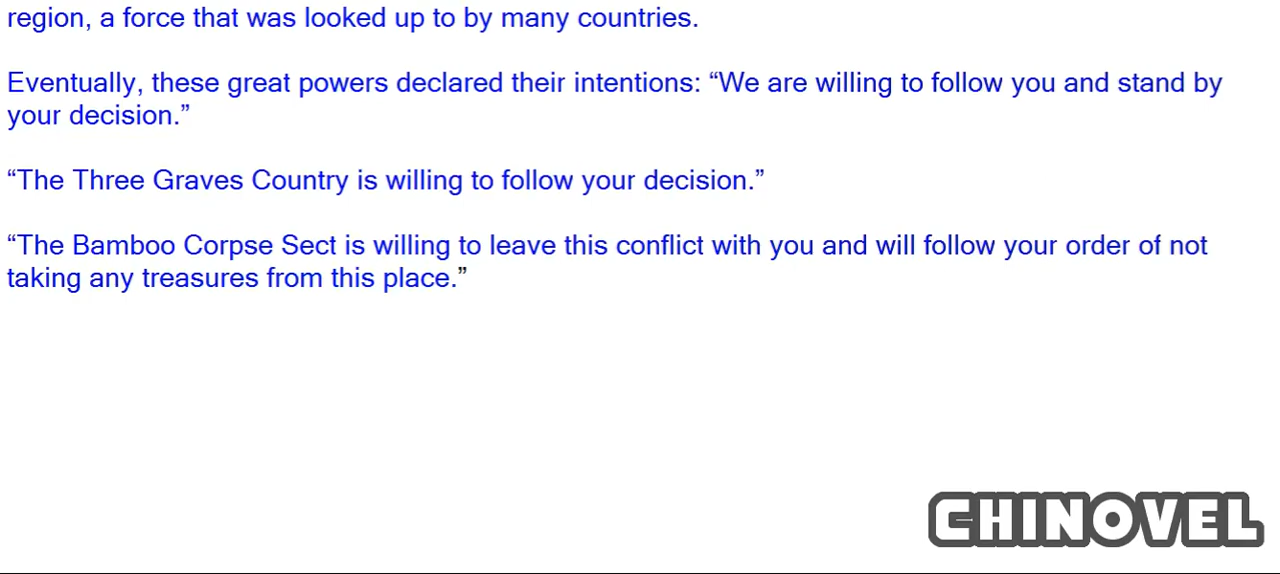 region, a force that was looked up to by many countries.
Eventually, these great powers declared their intentions: “We are willing to follow you and stand by
your decision.”
“The Three Graves Country is willing to follow your decision.”
“The Bamboo Corpse Sect is willing to leave this conflict with you and will follow your order of not
taking any treasures from this place.”
CHINOVEL